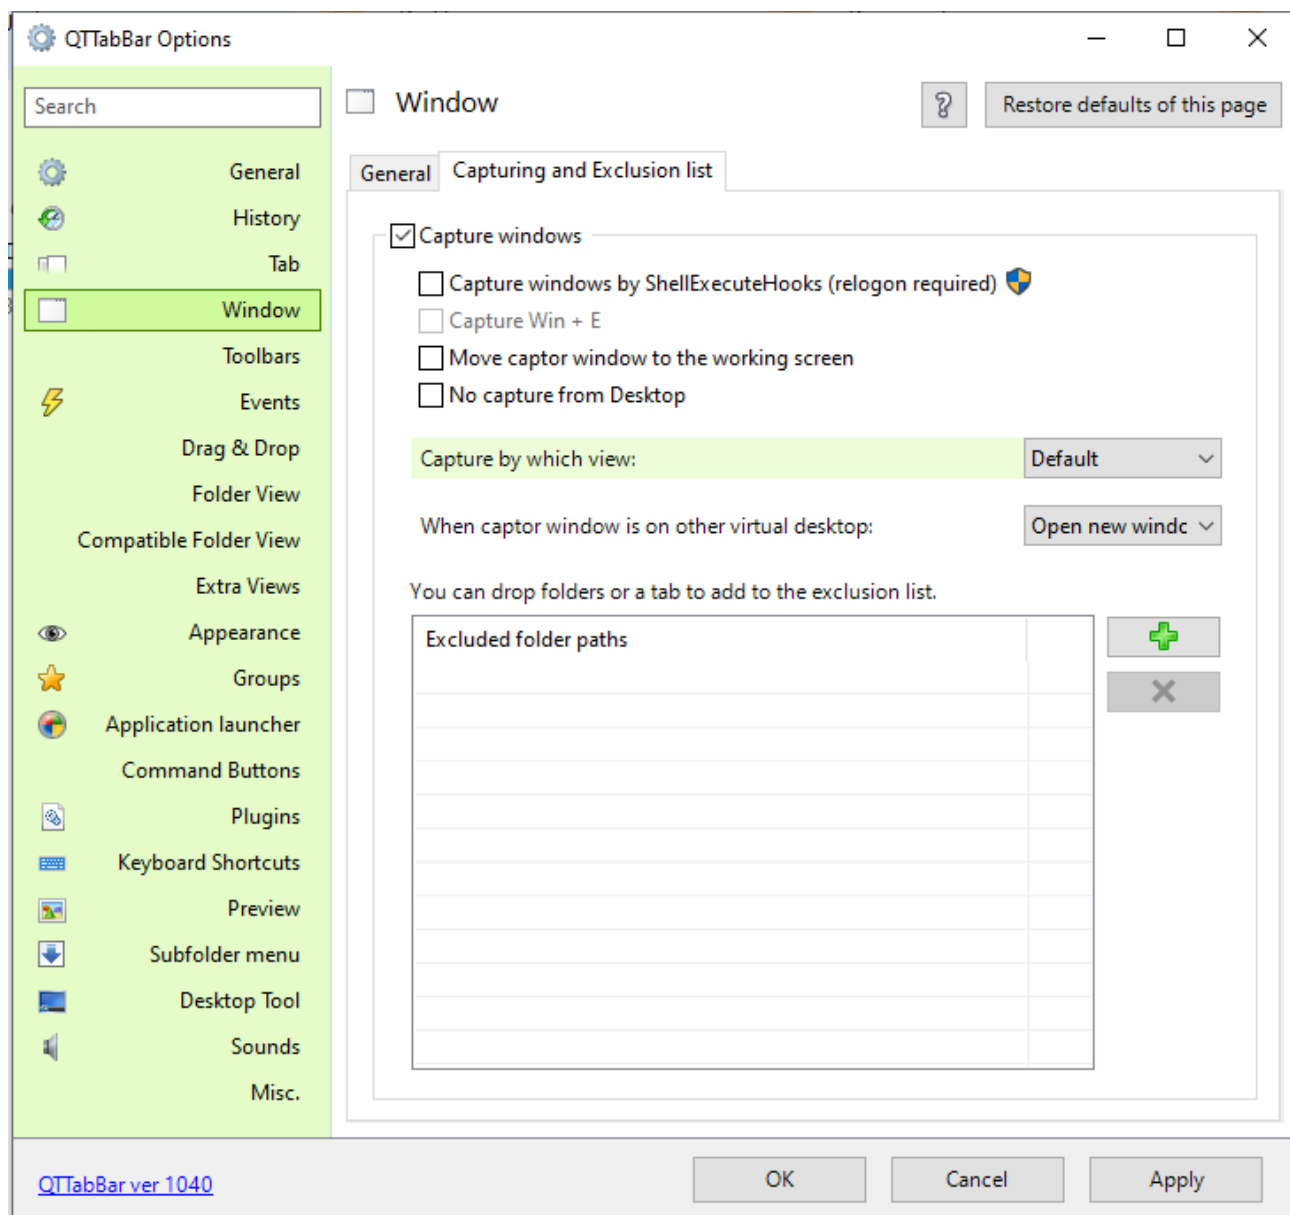 QTTabBar Options
Search
Window
Restore defaults of this page
General
History
Tab
Window
Toolbars
Events
Drag & Drop
Folder View
Compatible Folder View
Extra Views
Appearance
Groups
Application launcher
Command Buttons
Plugins
Keyboard Shortcuts
Preview
Subfolder menu
Desktop Tool
Sounds
Misc.
General
Capturing and Exclusion list
Capture windows
Capture windows by ShellExecuteHooks (relogon required)
Capture Win + E
Move captor window to the working screen
No capture from Desktop
Capture by which view:
Default
When captor window is on other virtual desktop:
Open new windc
You can drop folders or a tab to add to the exclusion list.
Excluded folder paths
QTTabBar ver 1040
OK
Cancel
Apply